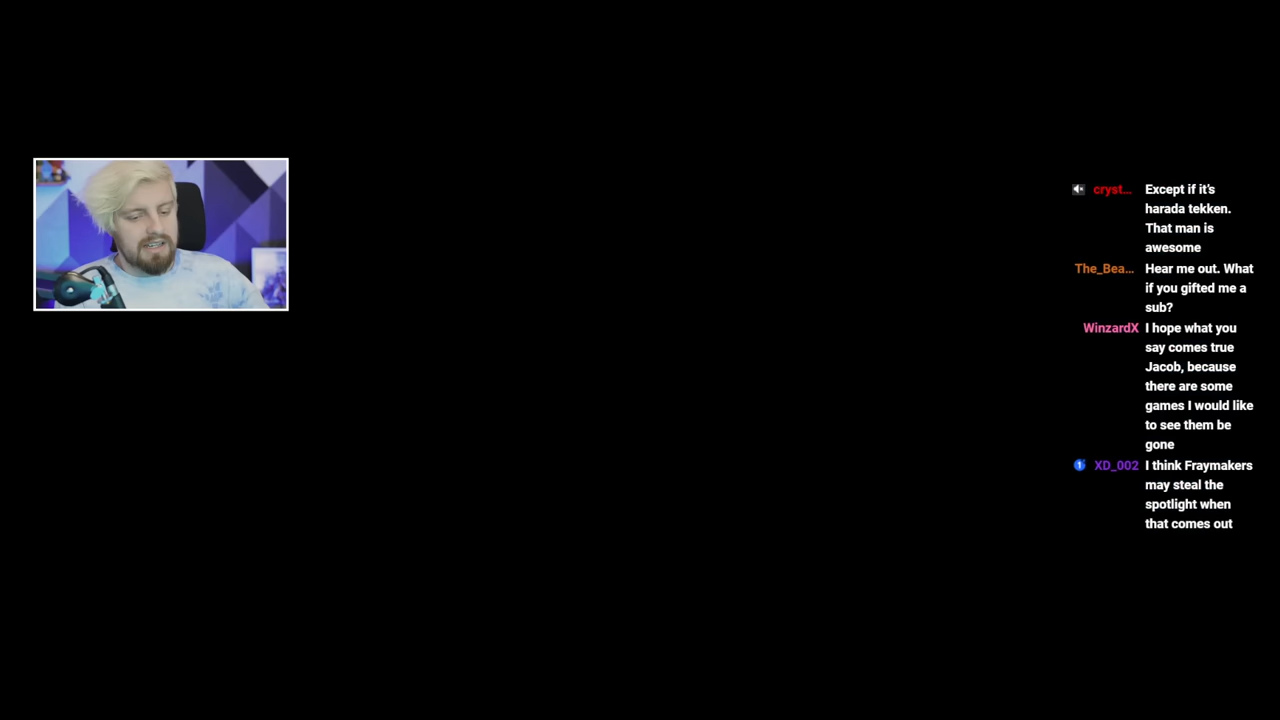 cryst... Except if it's
harada tekken.
That man is
awesome
The_Bea... Hear me out. What
if you gifted me a
sub?
WinzardX I hope what you
say comes true
Jacob, because
there are some
games I would like
to see them be
gone
1 XD_002 I think Fraymakers
may steal the
spotlight when
that comes out